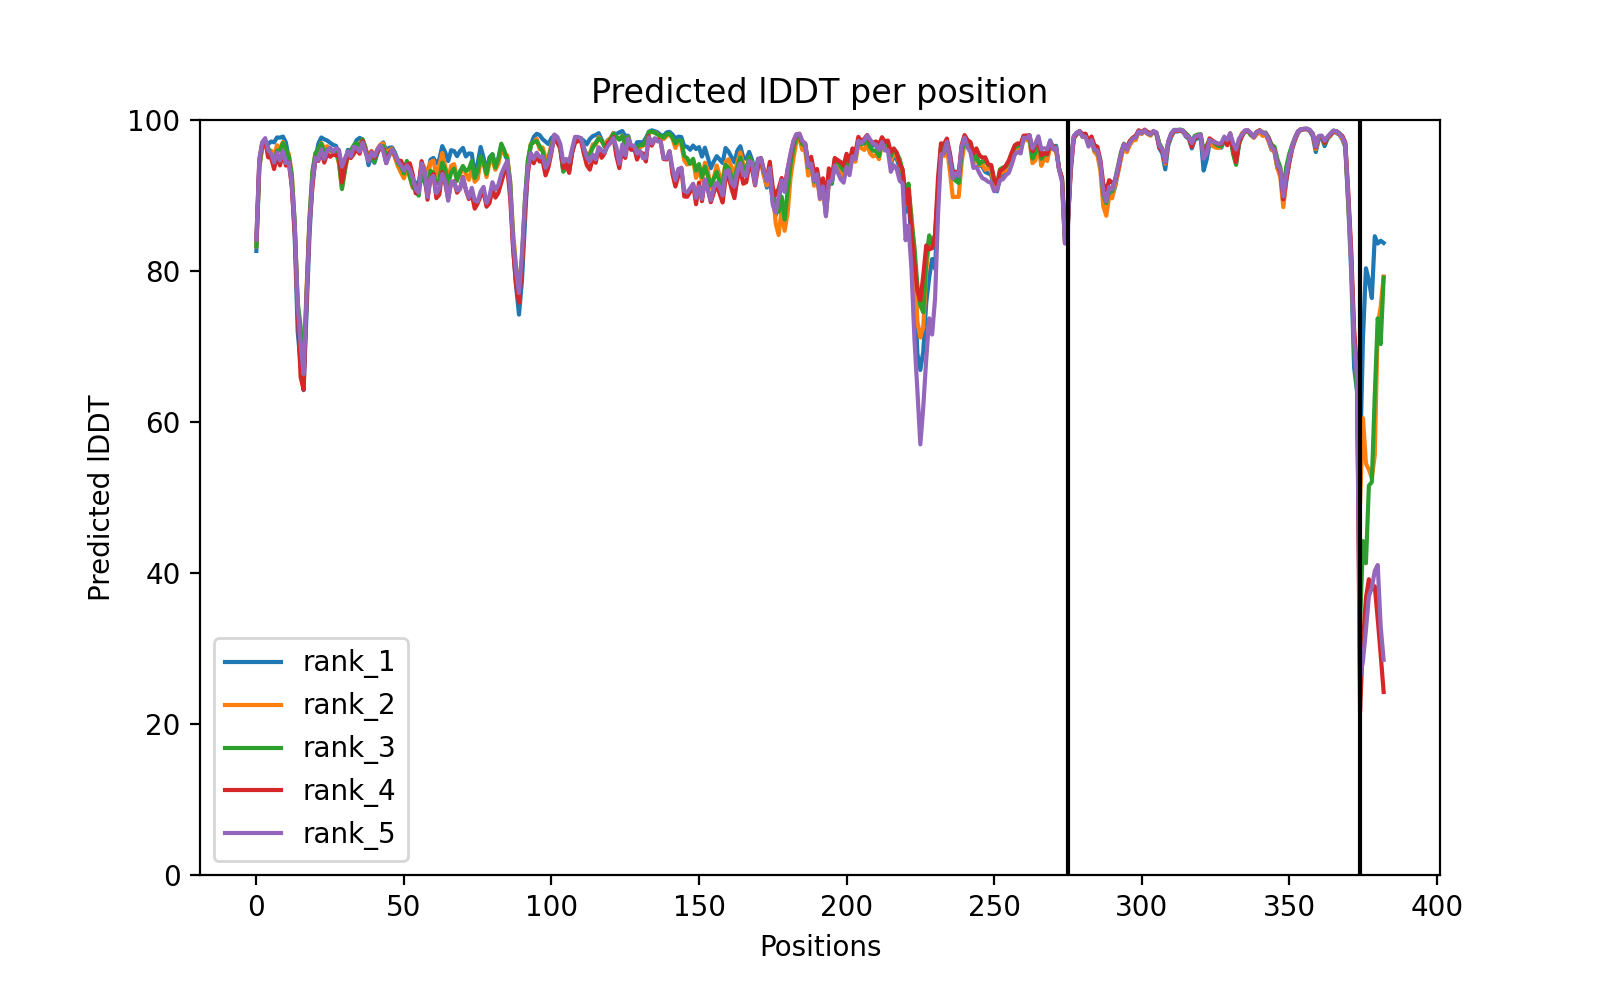 Predicted lDDT per position
100
80
60
40
20
0
Predicted lDDT
rank_1
rank_2
rank_3
rank_4
rank_5
0 50 100 150 200 250 300 350 400
Positions